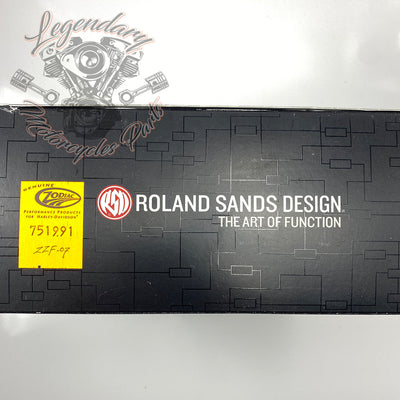 Legendary
Motorcycles Parts
GENUINE
ZODIAC
PERFORMANCE PRODUCTS
FOR HARLEY-DAVIDSON
751991
ZZF-07
RSD ROLAND SANDS DESIGN
THE ART OF FUNCTION